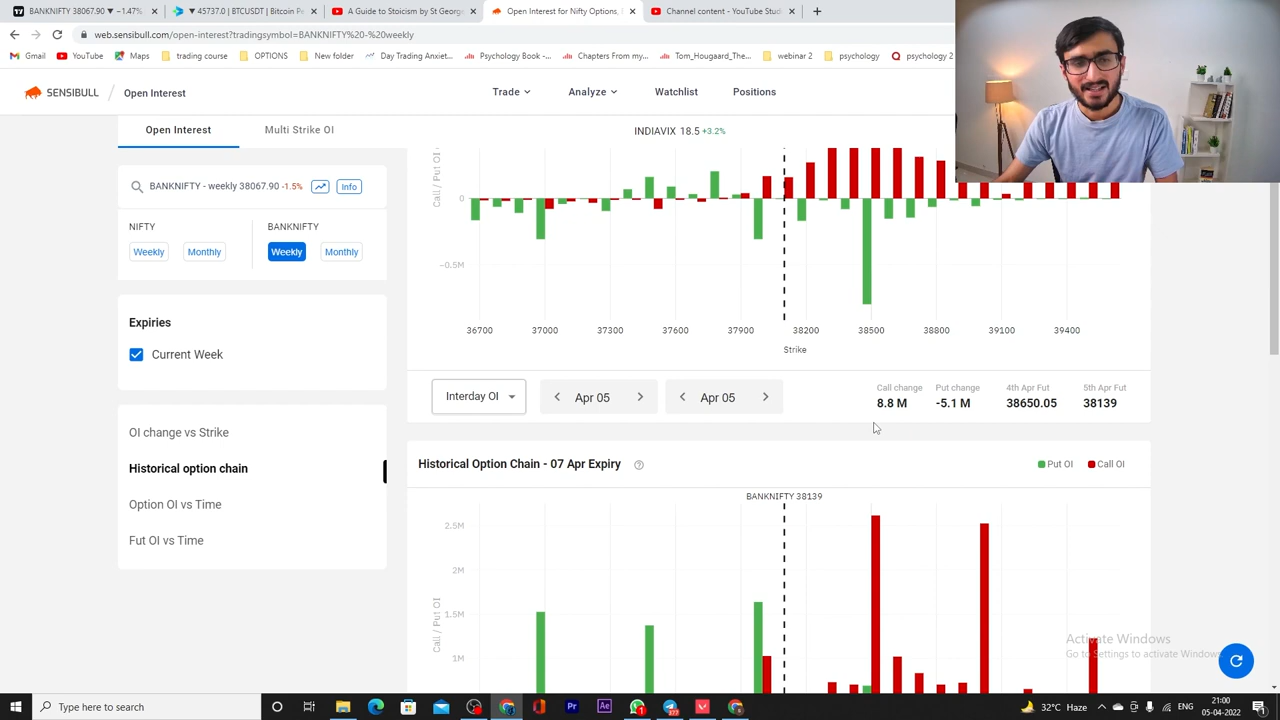 BANKNIFTY 38067.90 ▼ −1.47%
▼ 45737.0 | BTCUSDT | Bitcoin Pe
A Guide to Stoicism by St George
Open Interest for Nifty Options, F
Channel content - YouTube Studio
web.sensibull.com/open-interest?tradingsymbol=BANKNIFTY%20-%20weekly
Gmail YouTube Maps trading course OPTIONS New folder Day Trading Anxiet... Psychology Book -... Chapters From my... Tom_Hougaard_The... webinar 2 psychology psychology 2
SENSIBULL / Open Interest
Trade Analyze Watchlist Positions
Open Interest Multi Strike OI
INDIAVIX 18.5 +3.2%
BANKNIFTY - weekly 38067.90 -1.5% Info
NIFTY BANKNIFTY
Weekly Monthly Weekly Monthly
Expiries
Current Week
OI change vs Strike
Historical option chain
Option OI vs Time
Fut OI vs Time
Call / Put OI
0
−0.5M
36700 37000 37300 37600 37900 38200 38500 38800 39100 39400
Strike
Interday OI Apr 05 Apr 05
Call change Put change 4th Apr Fut 5th Apr Fut
8.8 M -5.1 M 38650.05 38139
Historical Option Chain - 07 Apr Expiry
Put OI Call OI
BANKNIFTY 38139
2.5M
2M
1.5M
1M
Call / Put OI
Activate Windows
Go to Settings to activate Windows.
Type here to search
32°C Haze
21:00
05-04-2022